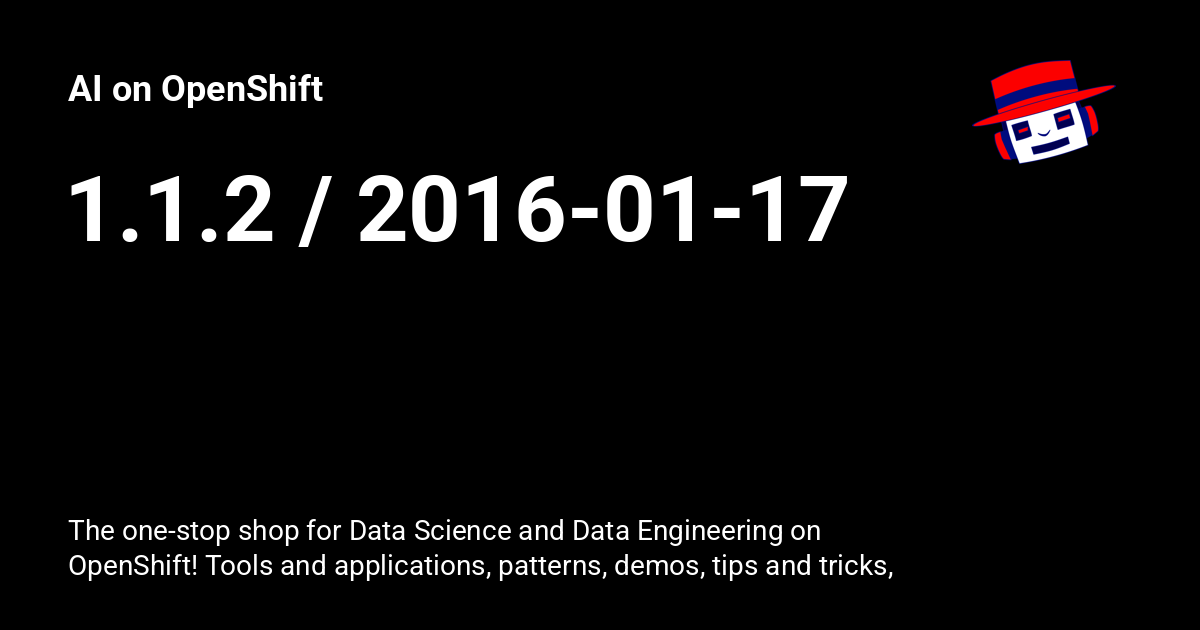 AI on OpenShift
1.1.2 / 2016-01-17
The one-stop shop for Data Science and Data Engineering on
OpenShift! Tools and applications, patterns, demos, tips and tricks,